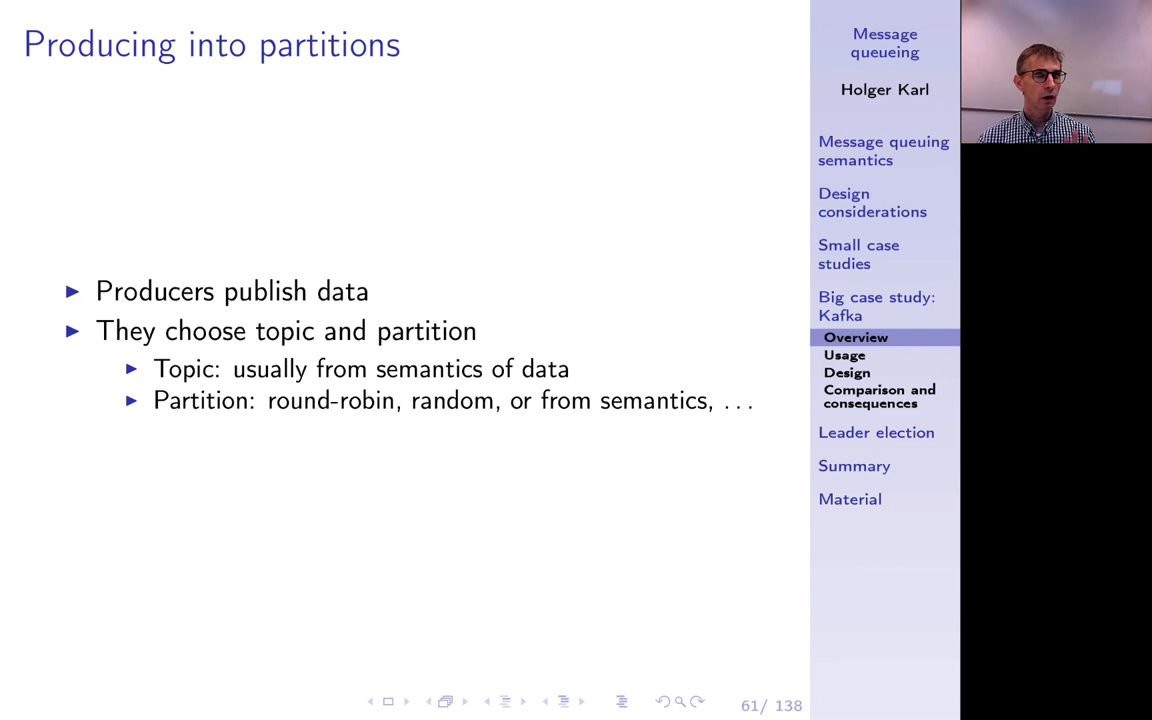 Producing into partitions
Producers publish data
They choose topic and partition
Topic: usually from semantics of data
Partition: round-robin, random, or from semantics, . . .
Message
queueing
Holger Karl
Message queuing
semantics
Design
considerations
Small case
studies
Big case study:
Kafka
Overview
Usage
Design
Comparison and
consequences
Leader election
Summary
Material
61/ 138